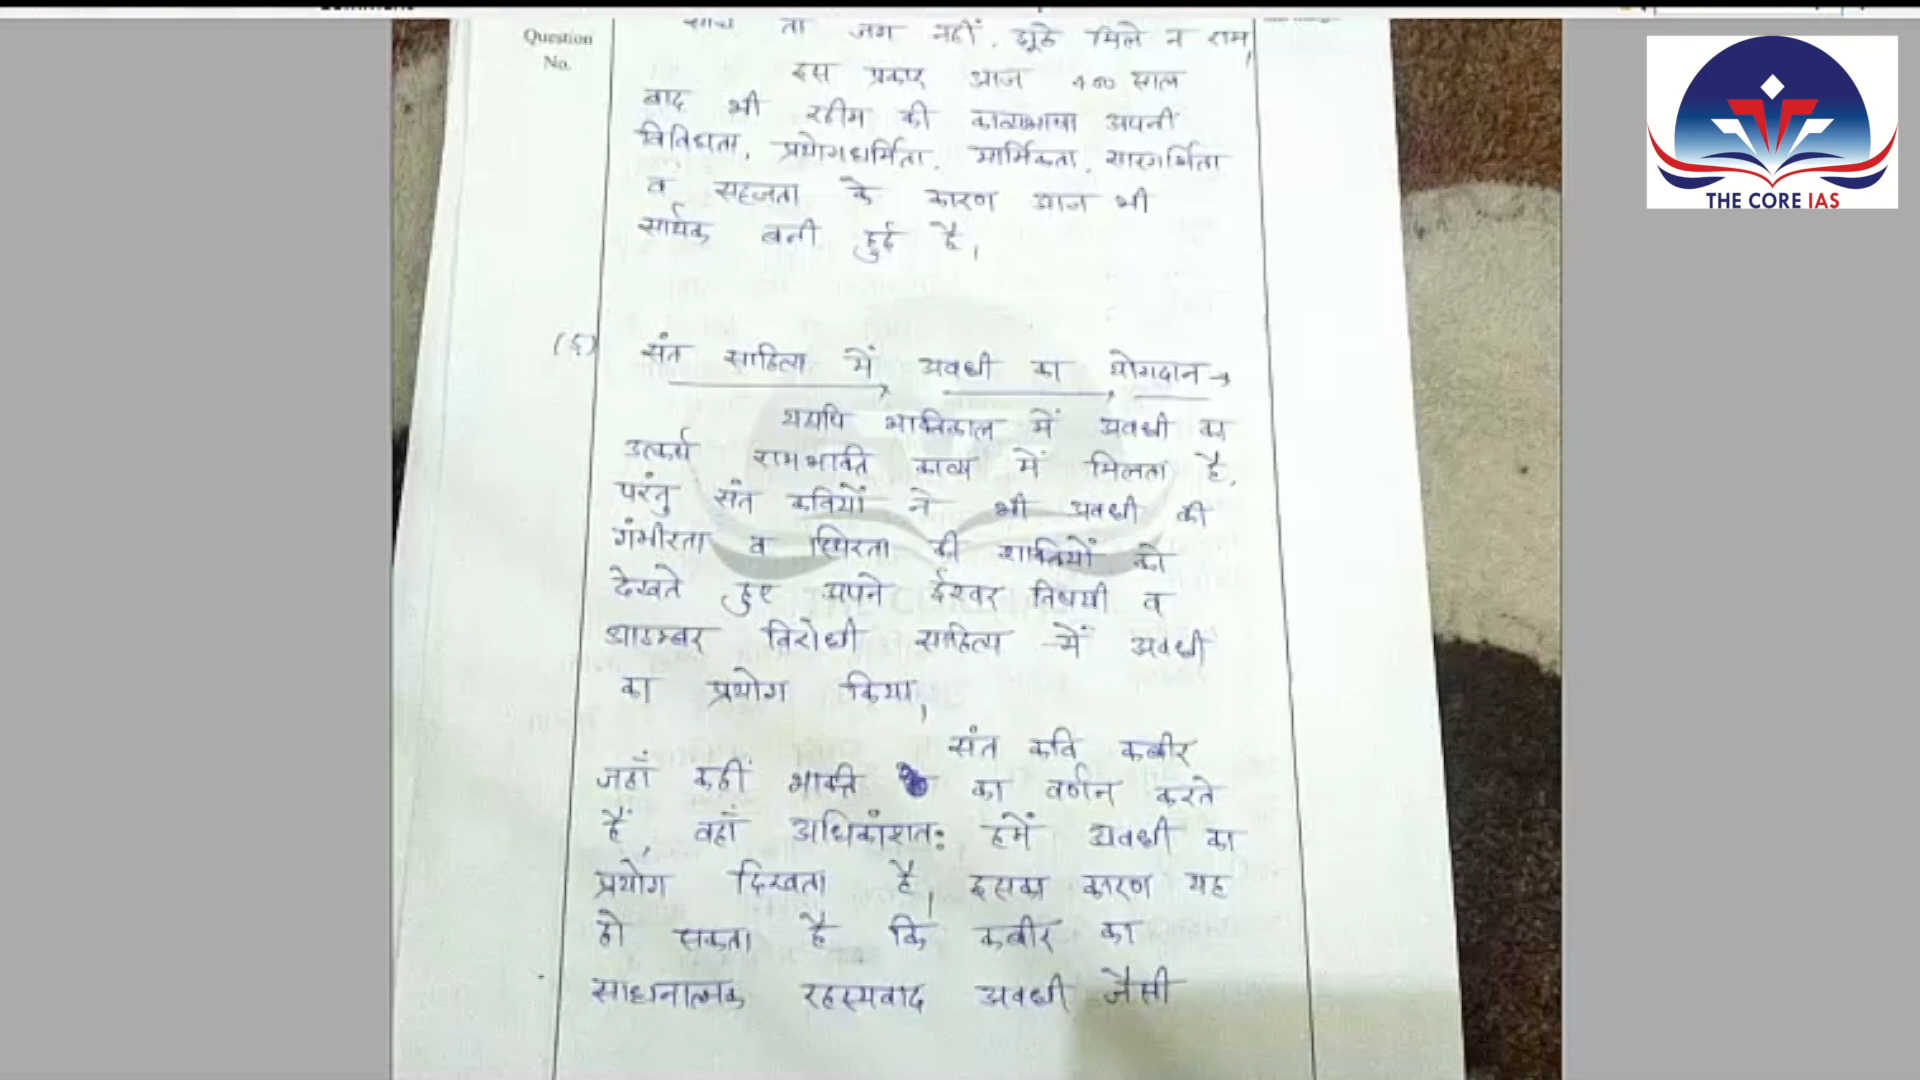 Question
No.
साच तो जग नहीं, झूठे मिले न राम,
इस प्रकार आज 400 साल
बाद भी रहीम की काव्यभाषा अपनी
विविधता, प्रयोगधर्मिता, मार्मिकता, सारगर्भिता
व सहजता के कारण आज भी
सार्थक बनी हुई है।
THE CORE IAS
संत साहित्य में अवधी का योगदान →
यद्यपि भक्तिकाल में अवधी का
उत्कर्ष रामभक्ति काव्य में मिलता है,
परंतु संत कवियों ने भी अवधी की
गंभीरता व स्थिरता की शक्तियों को
देखते हुए अपने ईश्वर विषयी व
आडम्बर विरोधी साहित्य में अवधी
का प्रयोग किया।
संत कवि कबीर
जहाँ कहीं भक्ति का वर्णन करते
हैं, वहाँ अधिकांशत: हमें अवधी का
प्रयोग दिखता है। इसका कारण यह
हो सकता है कि कबीर का
साधनात्मक रहस्यवाद अवधी जैसी